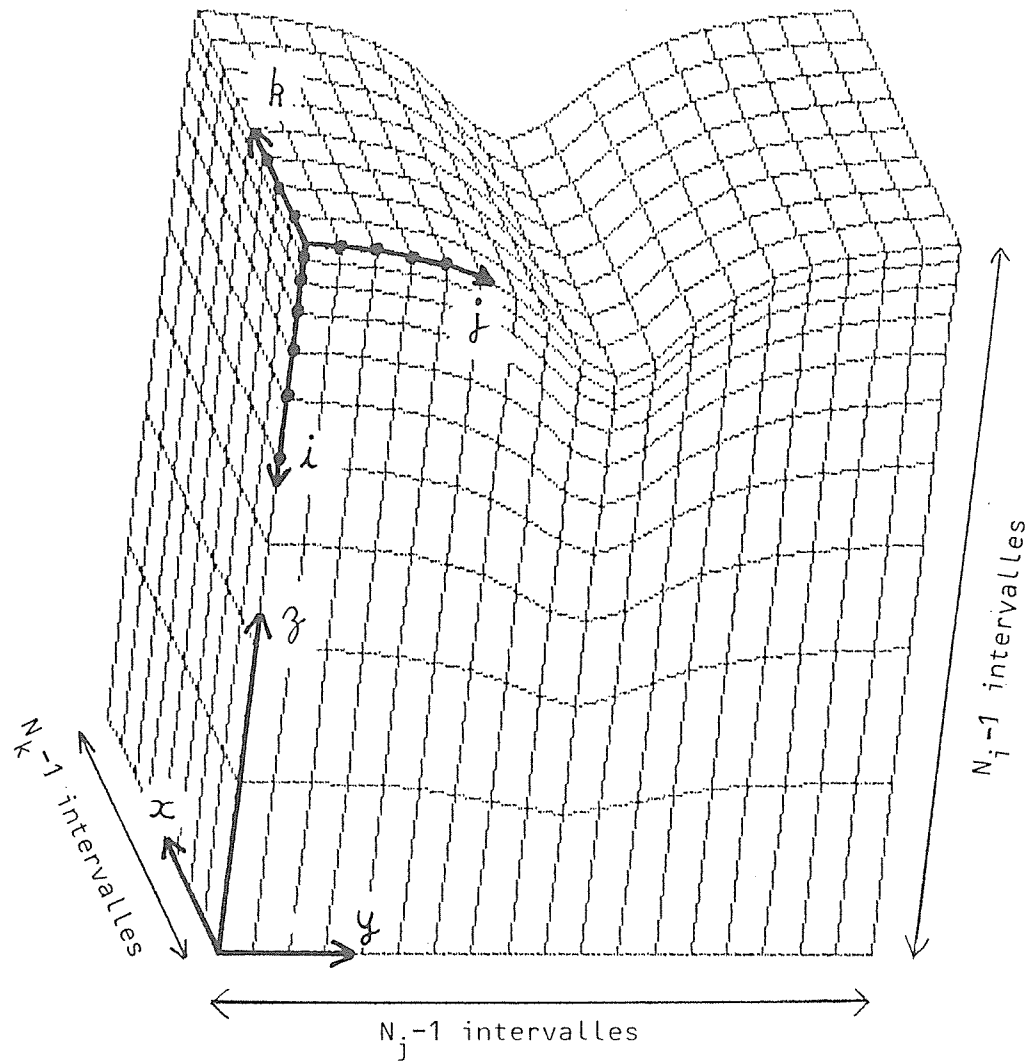 k
j
i
z
x
y
N_k-1 intervalles
N_i-1 intervalles
N_j-1 intervalles